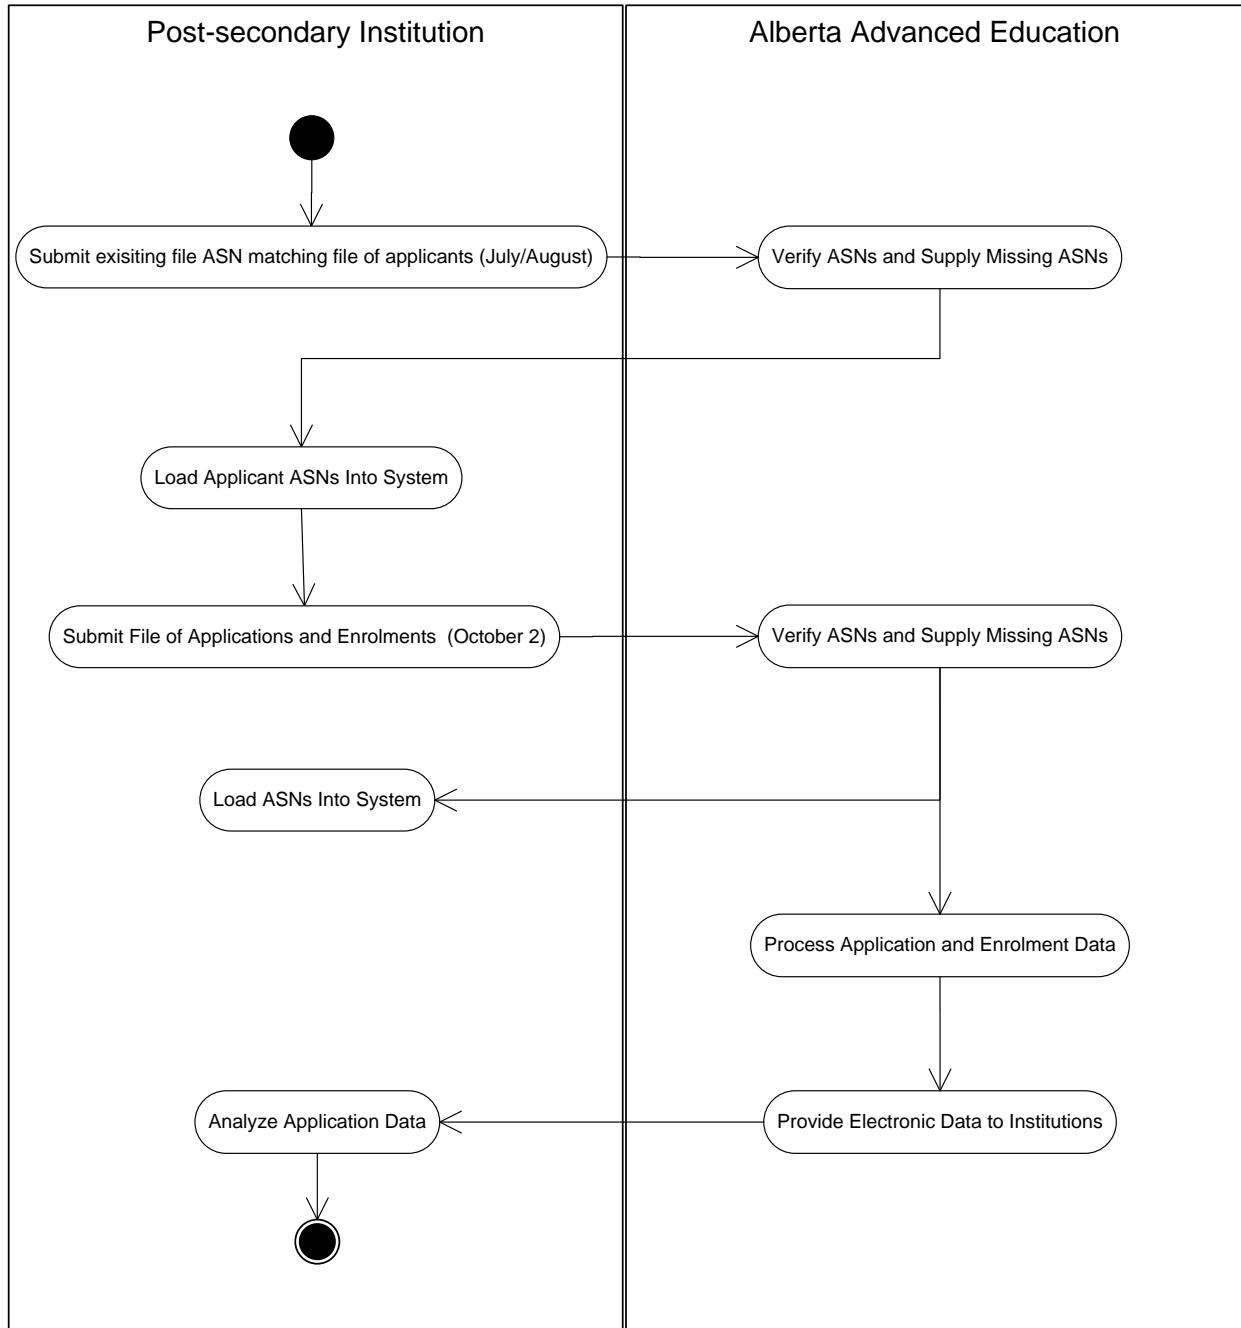 Post-secondary Institution
Alberta Advanced Education
Submit exisiting file ASN matching file of applicants (July/August)
Verify ASNs and Supply Missing ASNs
Load Applicant ASNs Into System
Submit File of Applications and Enrolments  (October 2)
Verify ASNs and Supply Missing ASNs
Load ASNs Into System
Process Application and Enrolment Data
Analyze Application Data
Provide Electronic Data to Institutions